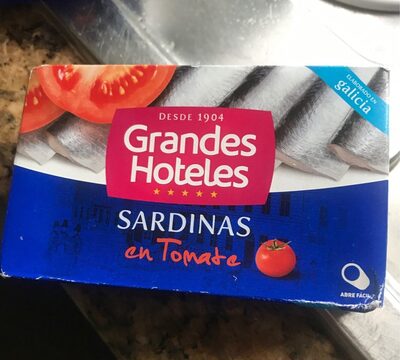 ELABORADO EN
galicia
DESDE 1904
Grandes
Hoteles
SARDINAS
en Tomate
ABRE FÁCIL